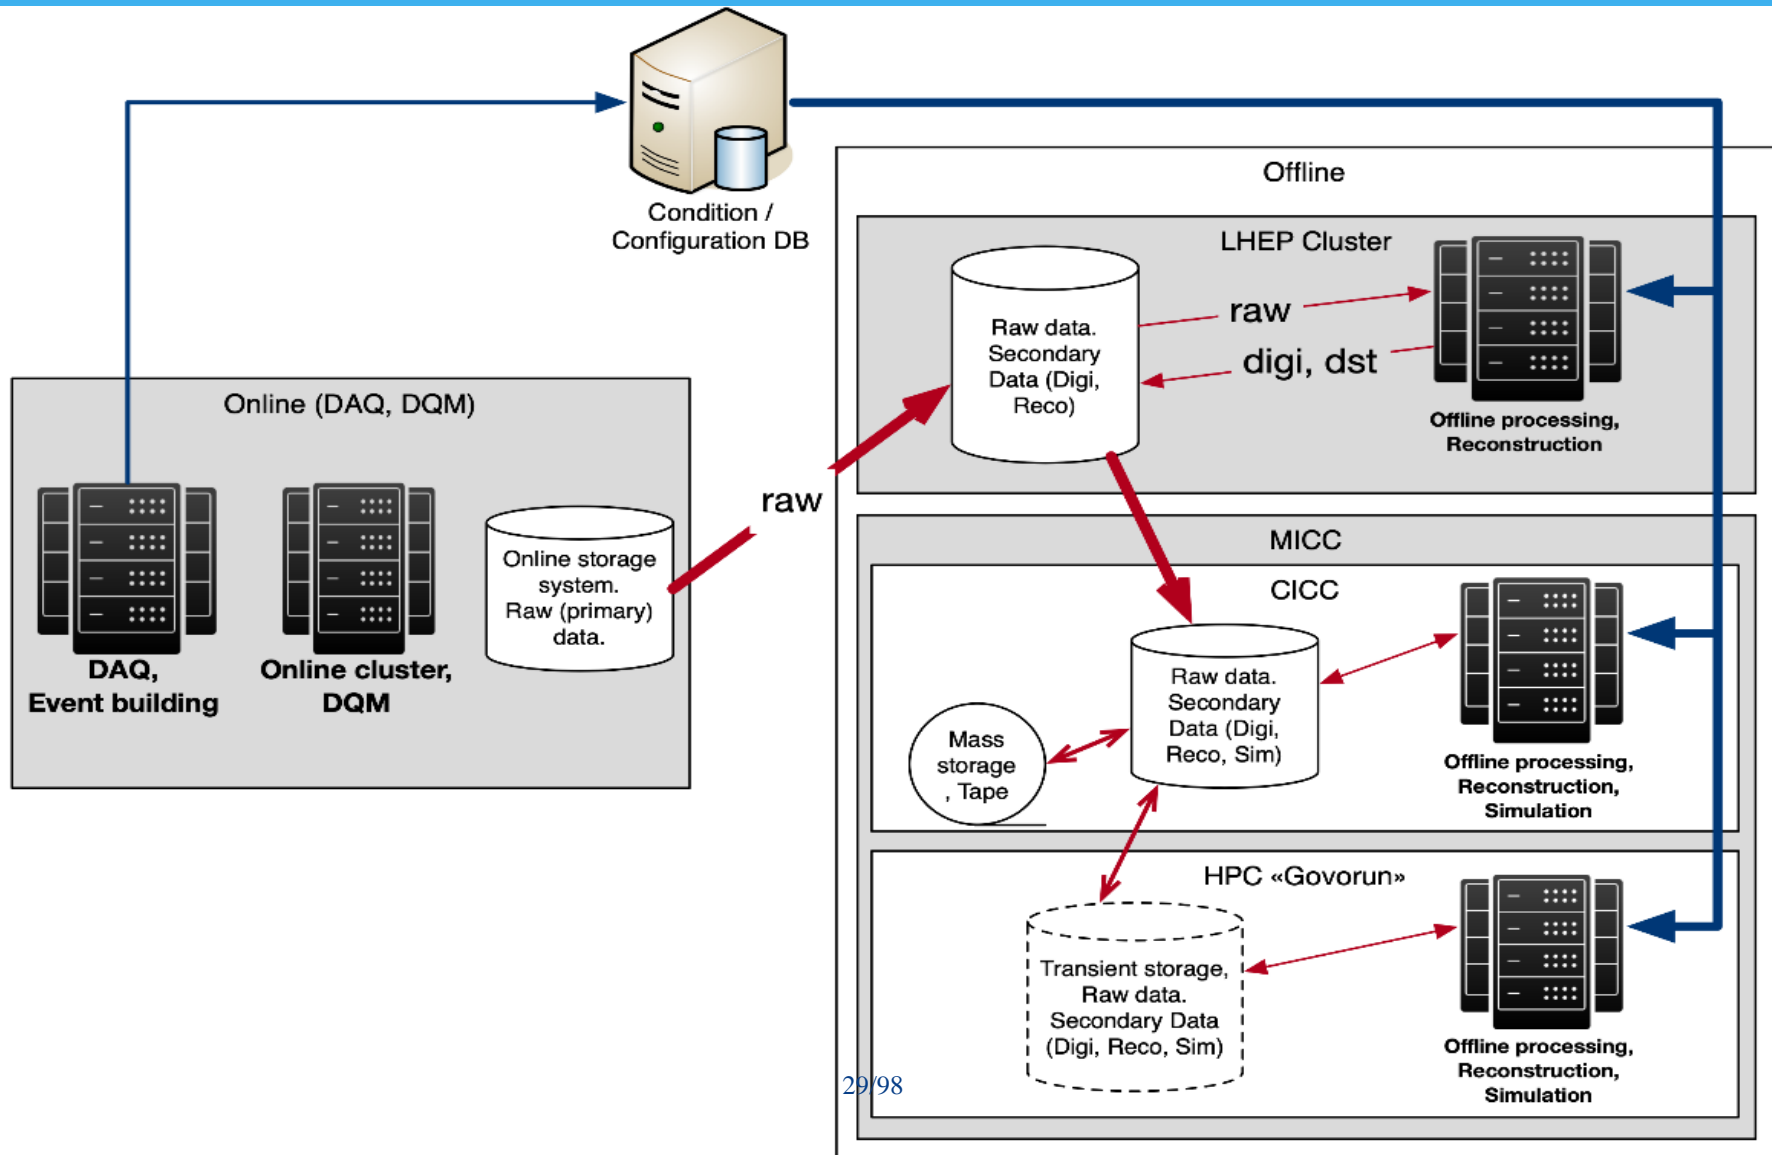 Condition /
Configuration DB
Offline
LHEP Cluster
Raw data.
Secondary
Data (Digi,
Reco)
raw
digi, dst
Offline processing,
Reconstruction
Online (DAQ, DQM)
DAQ,
Event building
Online cluster,
DQM
Online storage
system.
Raw (primary)
data.
raw
MICC
CICC
Raw data.
Secondary
Data (Digi,
Reco, Sim)
Mass
storage
, Tape
Offline processing,
Reconstruction,
Simulation
HPC «Govorun»
Transient storage,
Raw data.
Secondary Data
(Digi, Reco, Sim)
Offline processing,
Reconstruction,
Simulation
29/98